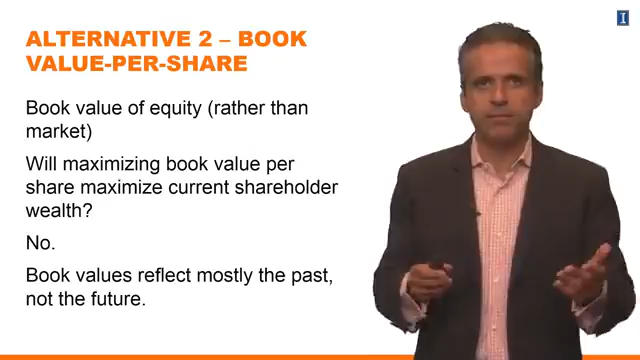 ALTERNATIVE 2 – BOOK
VALUE-PER-SHARE
Book value of equity (rather than
market)
Will maximizing book value per
share maximize current shareholder
wealth?
No.
Book values reflect mostly the past,
not the future.
I